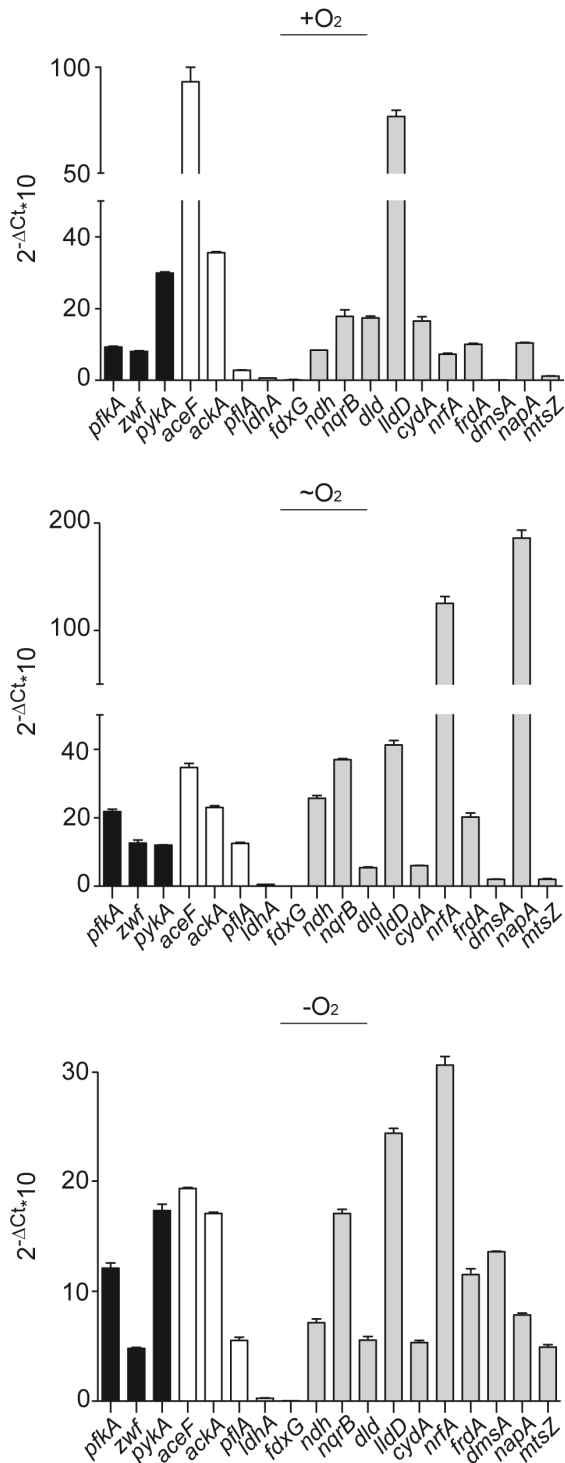 +O₂
100
50
40
20
0
2^-ΔCt*10
pfkA zwf pykA aceF ackA pflA ldhA fdxG ndh nqrB dld lldD cydA nrfA frdA dmsA napA mtsZ
~O₂
200
100
40
20
0
2^-ΔCt*10
pfkA zwf pykA aceF ackA pflA ldhA fdxG ndh nqrB dld lldD cydA nrfA frdA dmsA napA mtsZ
-O₂
30
20
10
0
2^-ΔCt*10
pfkA zwf pykA aceF ackA pflA ldhA fdxG ndh nqrB dld lldD cydA nrfA frdA dmsA napA mtsZ